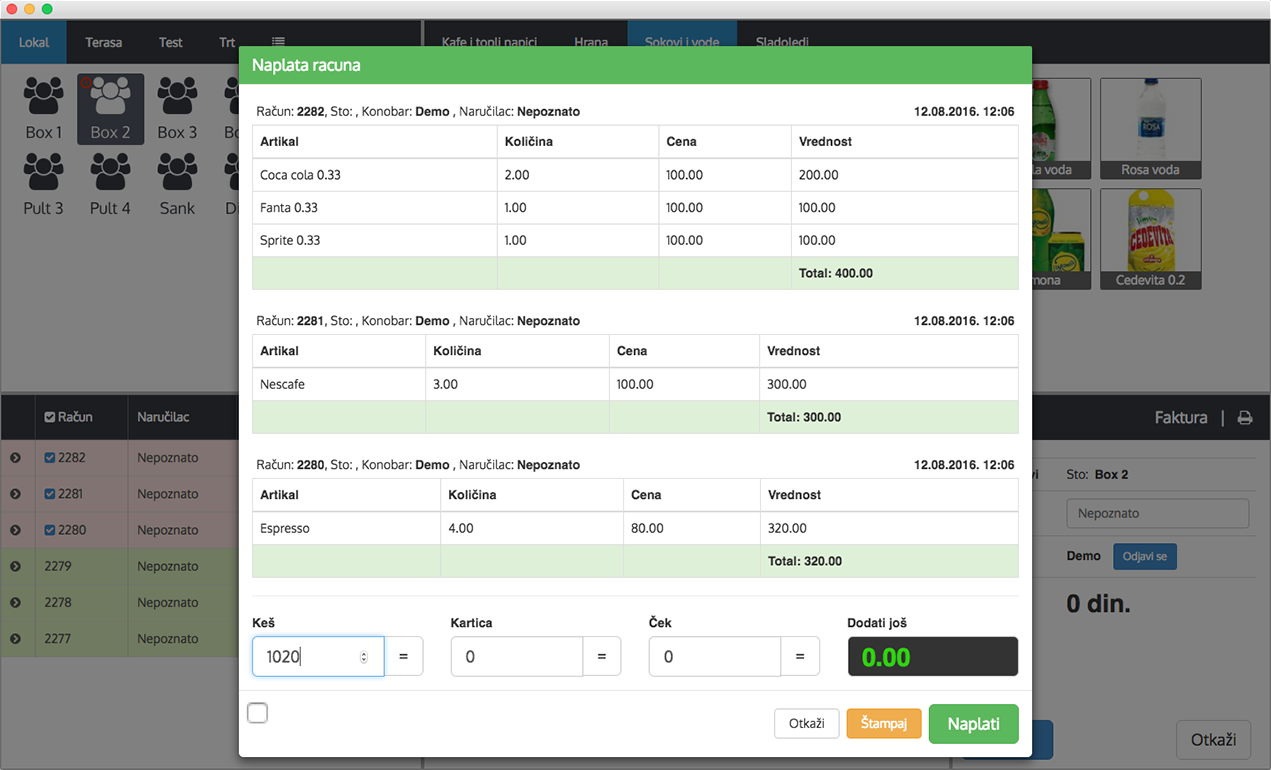 Lokal Terasa Test Trt Kafe i topli napici Hrana Sokovi i vode Sladoledi
Naplata racuna
Box 1 Box 2 Box 3
Pult 3 Pult 4 Sank
Račun: 2282, Sto: , Konobar: Demo , Naručilac: Nepoznato 12.08.2016. 12:06
Artikal Količina Cena Vrednost
Coca cola 0.33 2.00 100.00 200.00
Fanta 0.33 1.00 100.00 100.00
Sprite 0.33 1.00 100.00 100.00
Total: 400.00
Račun: 2281, Sto: , Konobar: Demo , Naručilac: Nepoznato 12.08.2016. 12:06
Artikal Količina Cena Vrednost
Nescafe 3.00 100.00 300.00
Total: 300.00
Račun: 2280, Sto: , Konobar: Demo , Naručilac: Nepoznato 12.08.2016. 12:06
Artikal Količina Cena Vrednost
Espresso 4.00 80.00 320.00
Total: 320.00
Keš Kartica Ček Dodati još
1020 = 0 = 0 = 0.00
Otkaži Štampaj Naplati
ROSA
voda Rosa voda
CEDEVITA
Cedevita 0.2
Račun Naručilac
2282 Nepoznato
2281 Nepoznato
2280 Nepoznato
2279 Nepoznato
2278 Nepoznato
2277 Nepoznato
Faktura |
Sto: Box 2
Nepoznato
Demo Odjavi se
0 din.
Otkaži